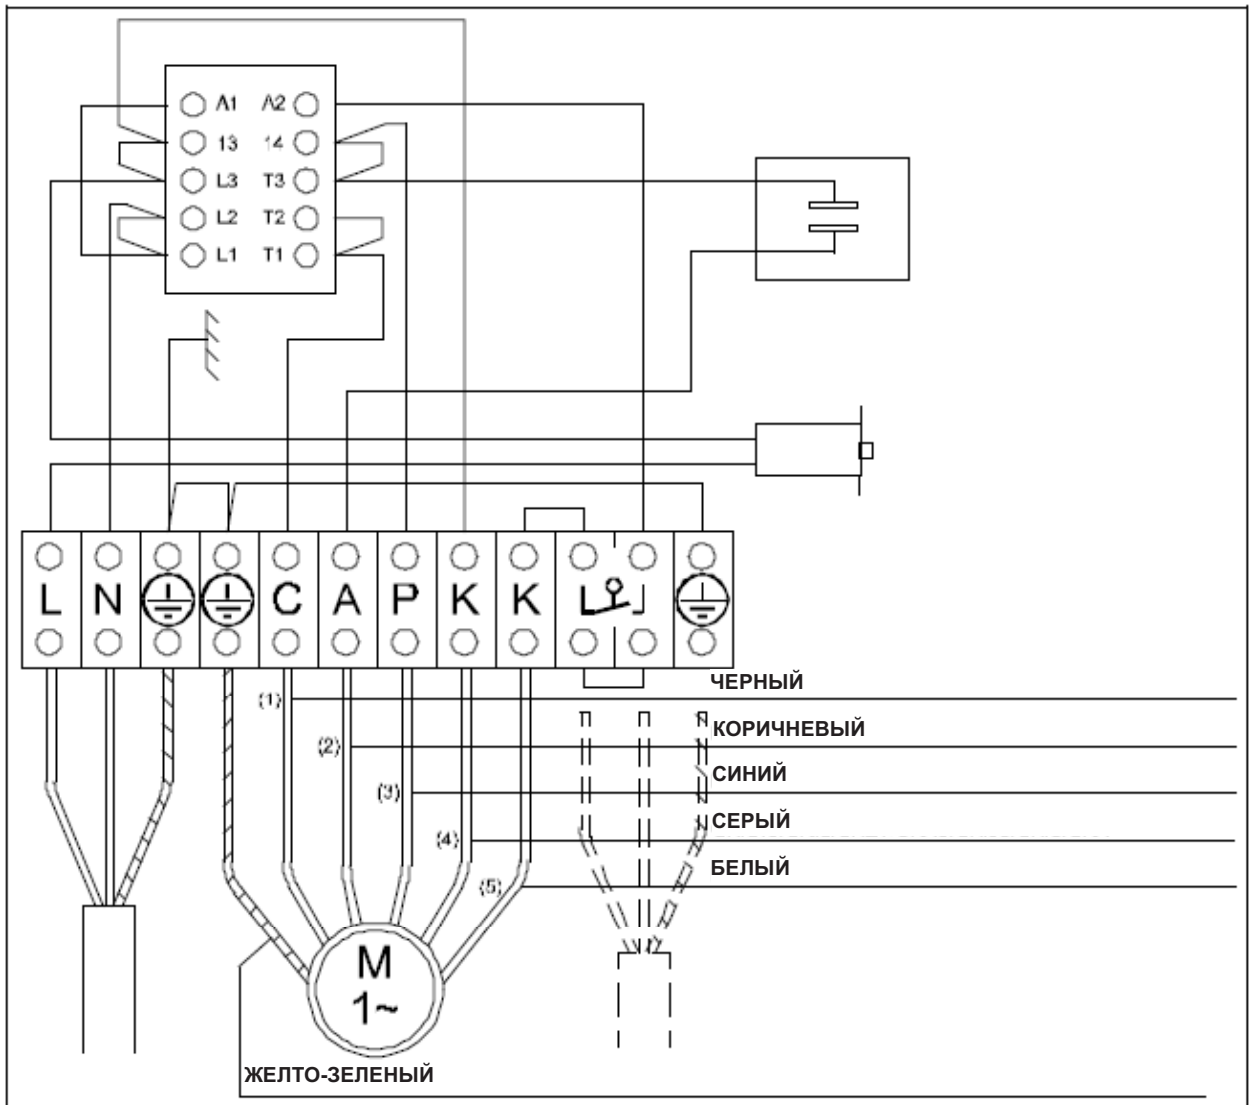 A1 A2
13 14
L3 T3
L2 T2
L1 T1
L N C A P K K
ЧЕРНЫЙ
(1)
КОРИЧНЕВЫЙ
(2)
СИНИЙ
(3)
СЕРЫЙ
(4)
БЕЛЫЙ
(5)
M
1~
ЖЕЛТО-ЗЕЛЕНЫЙ